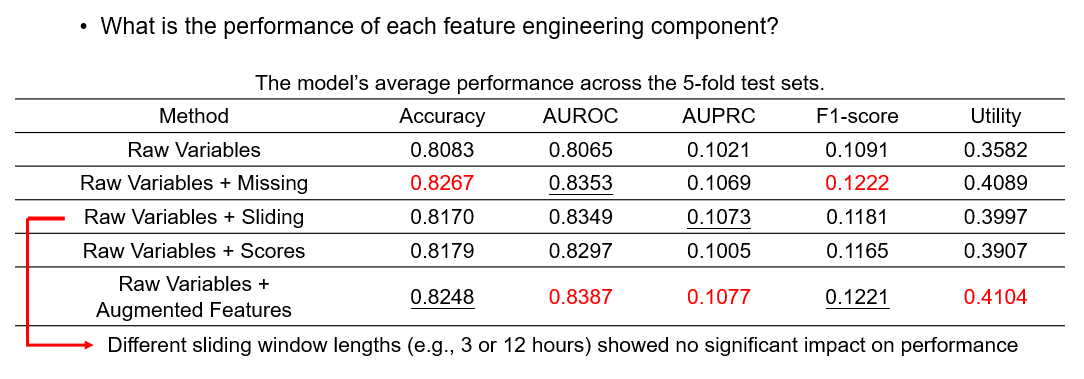 • What is the performance of each feature engineering component?
The model's average performance across the 5-fold test sets.
Method Accuracy AUROC AUPRC F1-score Utility
Raw Variables 0.8083 0.8065 0.1021 0.1091 0.3582
Raw Variables + Missing 0.8267 0.8353 0.1069 0.1222 0.4089
Raw Variables + Sliding 0.8170 0.8349 0.1073 0.1181 0.3997
Raw Variables + Scores 0.8179 0.8297 0.1005 0.1165 0.3907
Raw Variables +
Augmented Features 0.8248 0.8387 0.1077 0.1221 0.4104
Different sliding window lengths (e.g., 3 or 12 hours) showed no significant impact on performance